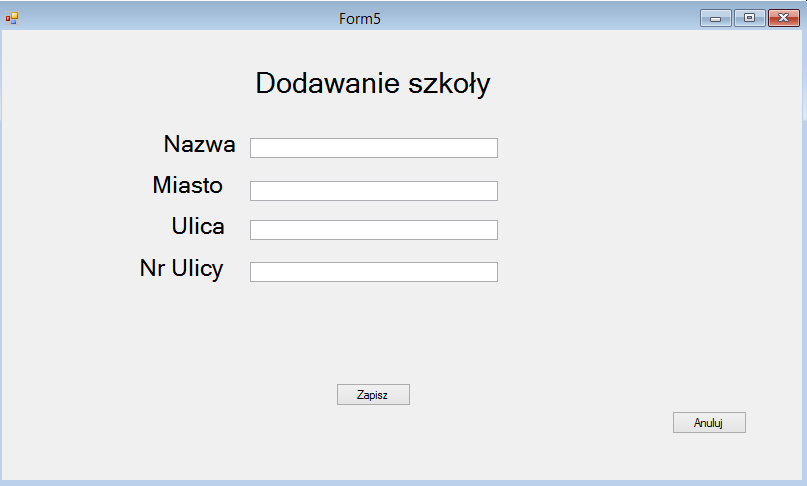 Form5
Dodawanie szkoły
Nazwa
Miasto
Ulica
Nr Ulicy
Zapisz
Anuluj